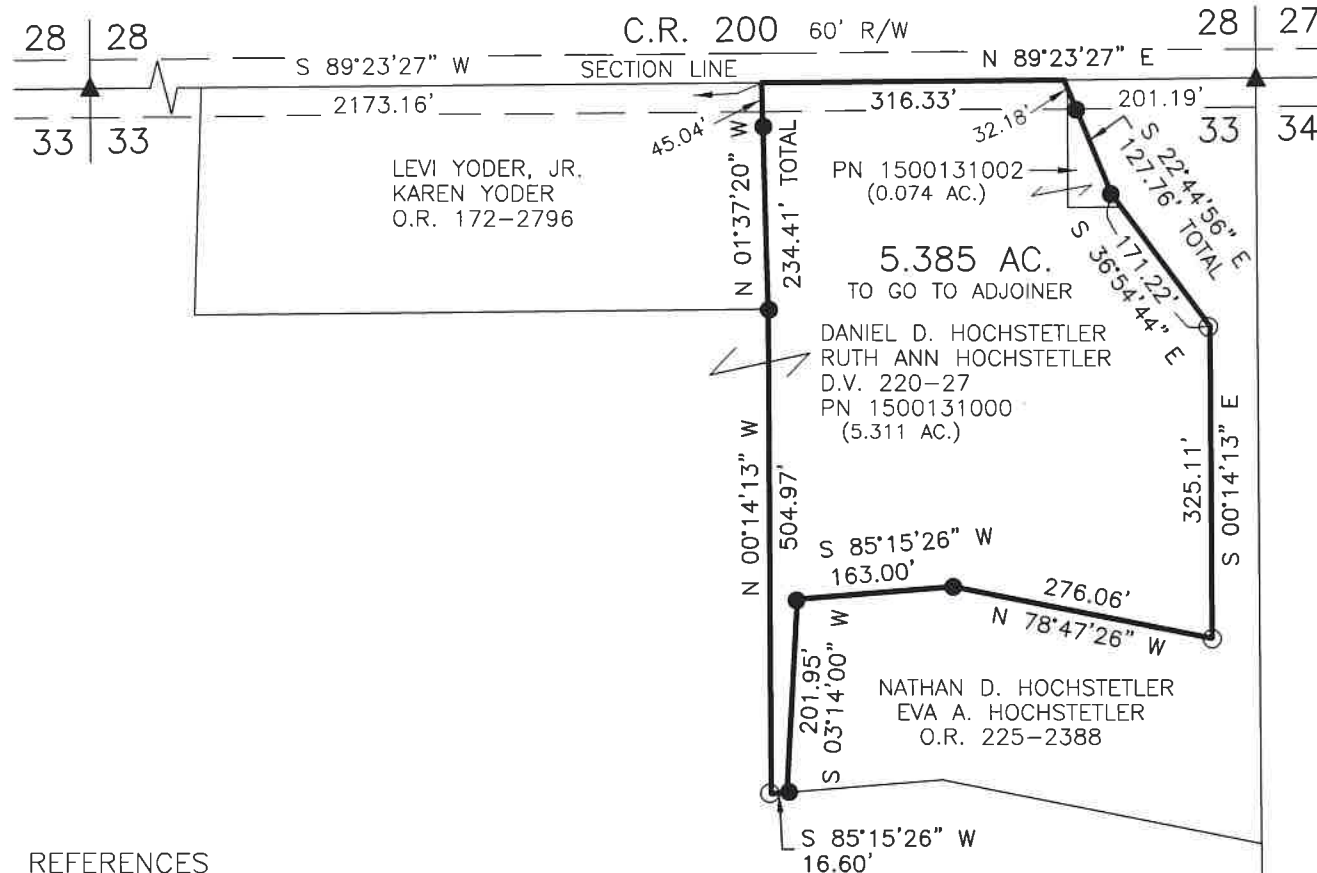 28
28
C.R. 200 60' R/W
28
27
S 89°23'27" W
SECTION LINE
N 89°23'27" E
2173.16'
316.33'
201.19'
33
33
33
34
45.04'
32.18'
LEVI YODER, JR.
KAREN YODER
O.R. 172-2796
N 01°37'20" W
234.41' TOTAL
PN 1500131002
(0.074 AC.)
S 22°44'56" E
127.76' TOTAL
171.22'
S 36°54'44" E
5.385 AC.
TO GO TO ADJOINER
DANIEL D. HOCHSTETLER
RUTH ANN HOCHSTETLER
D.V. 220-27
PN 1500131000
(5.311 AC.)
N 00°14'13" W
504.97'
325.11'
S 00°14'13" E
S 85°15'26" W
163.00'
276.06'
N 78°47'26" W
201.95'
S 03°14'00" W
NATHAN D. HOCHSTETLER
EVA A. HOCHSTETLER
O.R. 225-2388
S 85°15'26" W
16.60'
REFERENCES